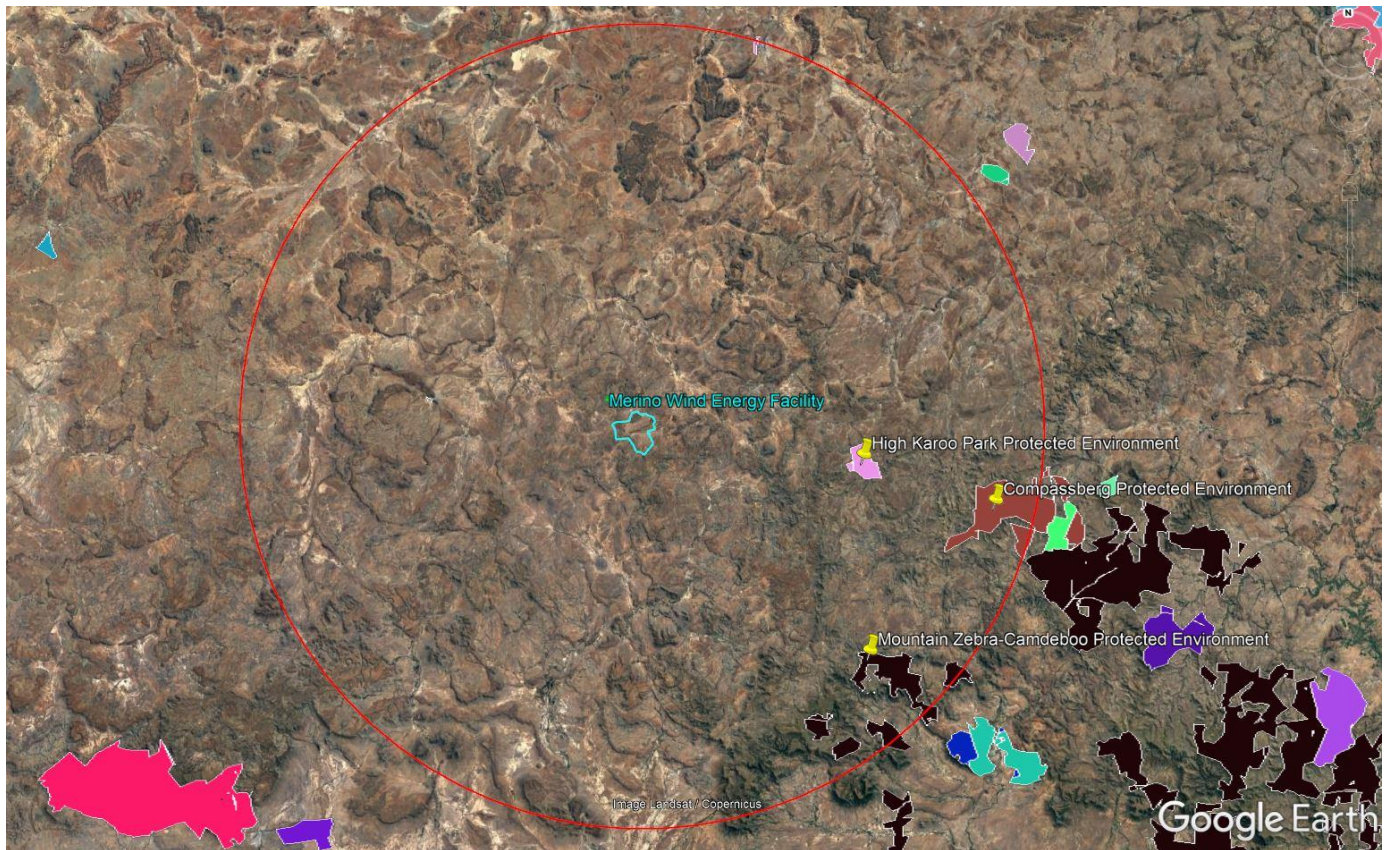 N
Merino Wind Energy Facility
High Karoo Park Protected Environment
Compassberg Protected Environment
Mountain Zebra-Camdeboo Protected Environment
Image Landsat / Copernicus
Google Earth